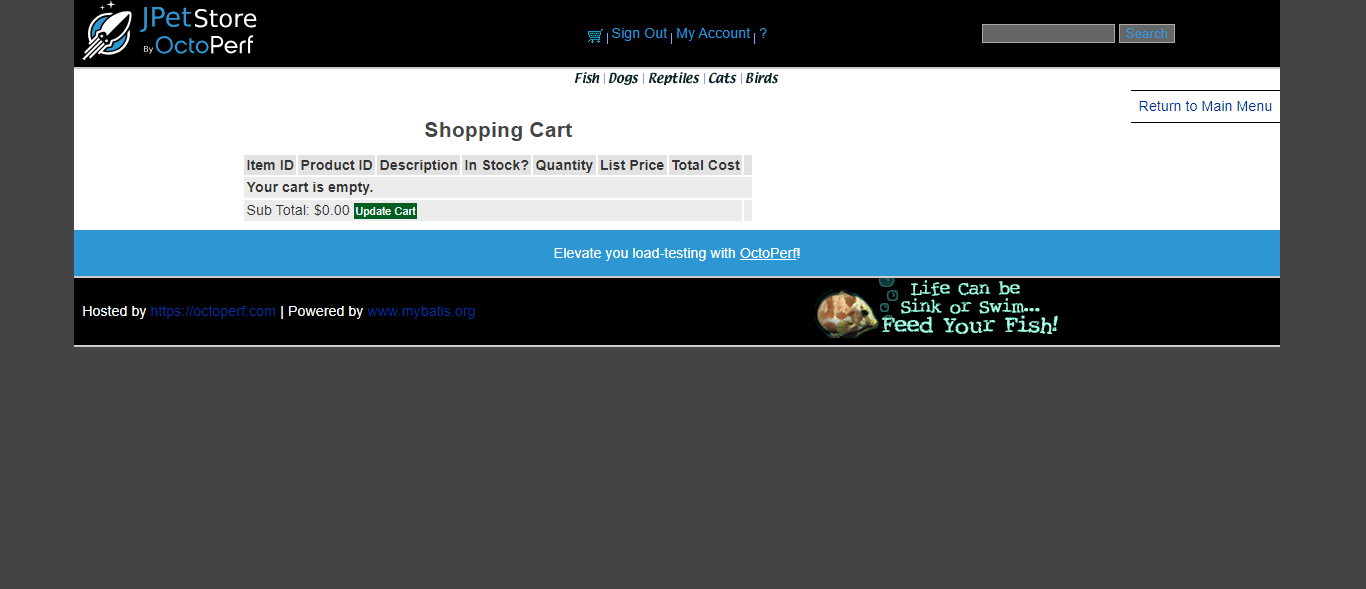 JPetStore
By OctoPerf
Sign Out | My Account | ?
Search
Fish | Dogs | Reptiles | Cats | Birds
Return to Main Menu
Shopping Cart
Item ID Product ID Description In Stock? Quantity List Price Total Cost
Your cart is empty.
Sub Total: $0.00 Update Cart
Elevate you load-testing with OctoPerf!
Hosted by https://octoperf.com | Powered by www.mybatis.org
Life Can be
Sink or Swim...
Feed Your Fish!